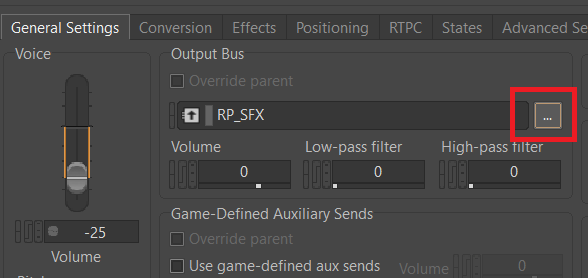 General Settings Conversion Effects Positioning RTPC States Advanced Se
Voice
Output Bus
Override parent
RP_SFX ...
Volume Low-pass filter High-pass filter
0 0 0
Game-Defined Auxiliary Sends
-25 Override parent
Volume Use game-defined aux sends Volume 0